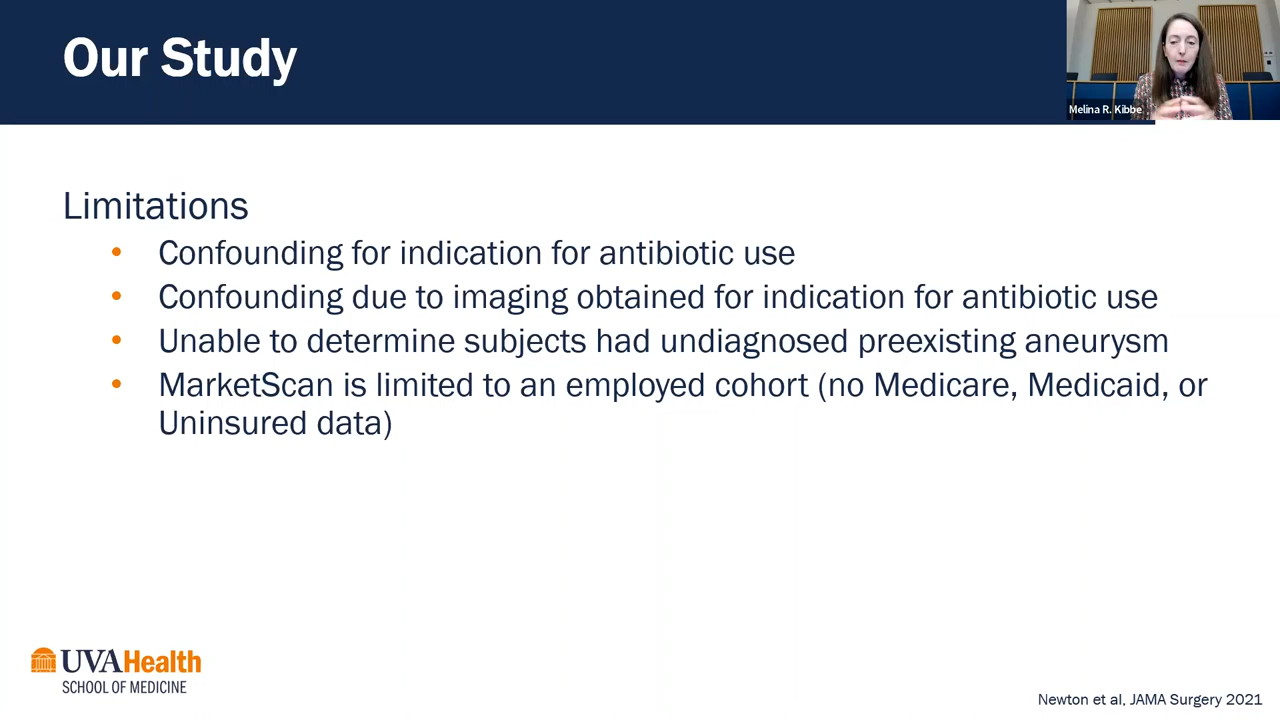 Our Study
Melina R. Kibbe
Limitations
• Confounding for indication for antibiotic use
• Confounding due to imaging obtained for indication for antibiotic use
• Unable to determine subjects had undiagnosed preexisting aneurysm
• MarketScan is limited to an employed cohort (no Medicare, Medicaid, or
Uninsured data)
UVAHealth
SCHOOL OF MEDICINE
Newton et al, JAMA Surgery 2021